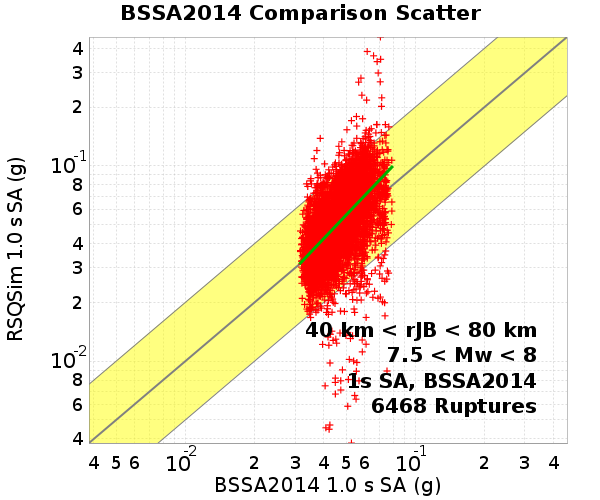 BSSA2014 Comparison Scatter
RSQSim 1.0 s SA (g)
4
3
2
10-1
8
6
4
3
2
10-2
8
6
4
40 km < rJB < 80 km
7.5 < Mw < 8
1s SA, BSSA2014
6468 Ruptures
4 5 6 10-2 2 3 4 5 6 10-1 2 3 4
BSSA2014 1.0 s SA (g)